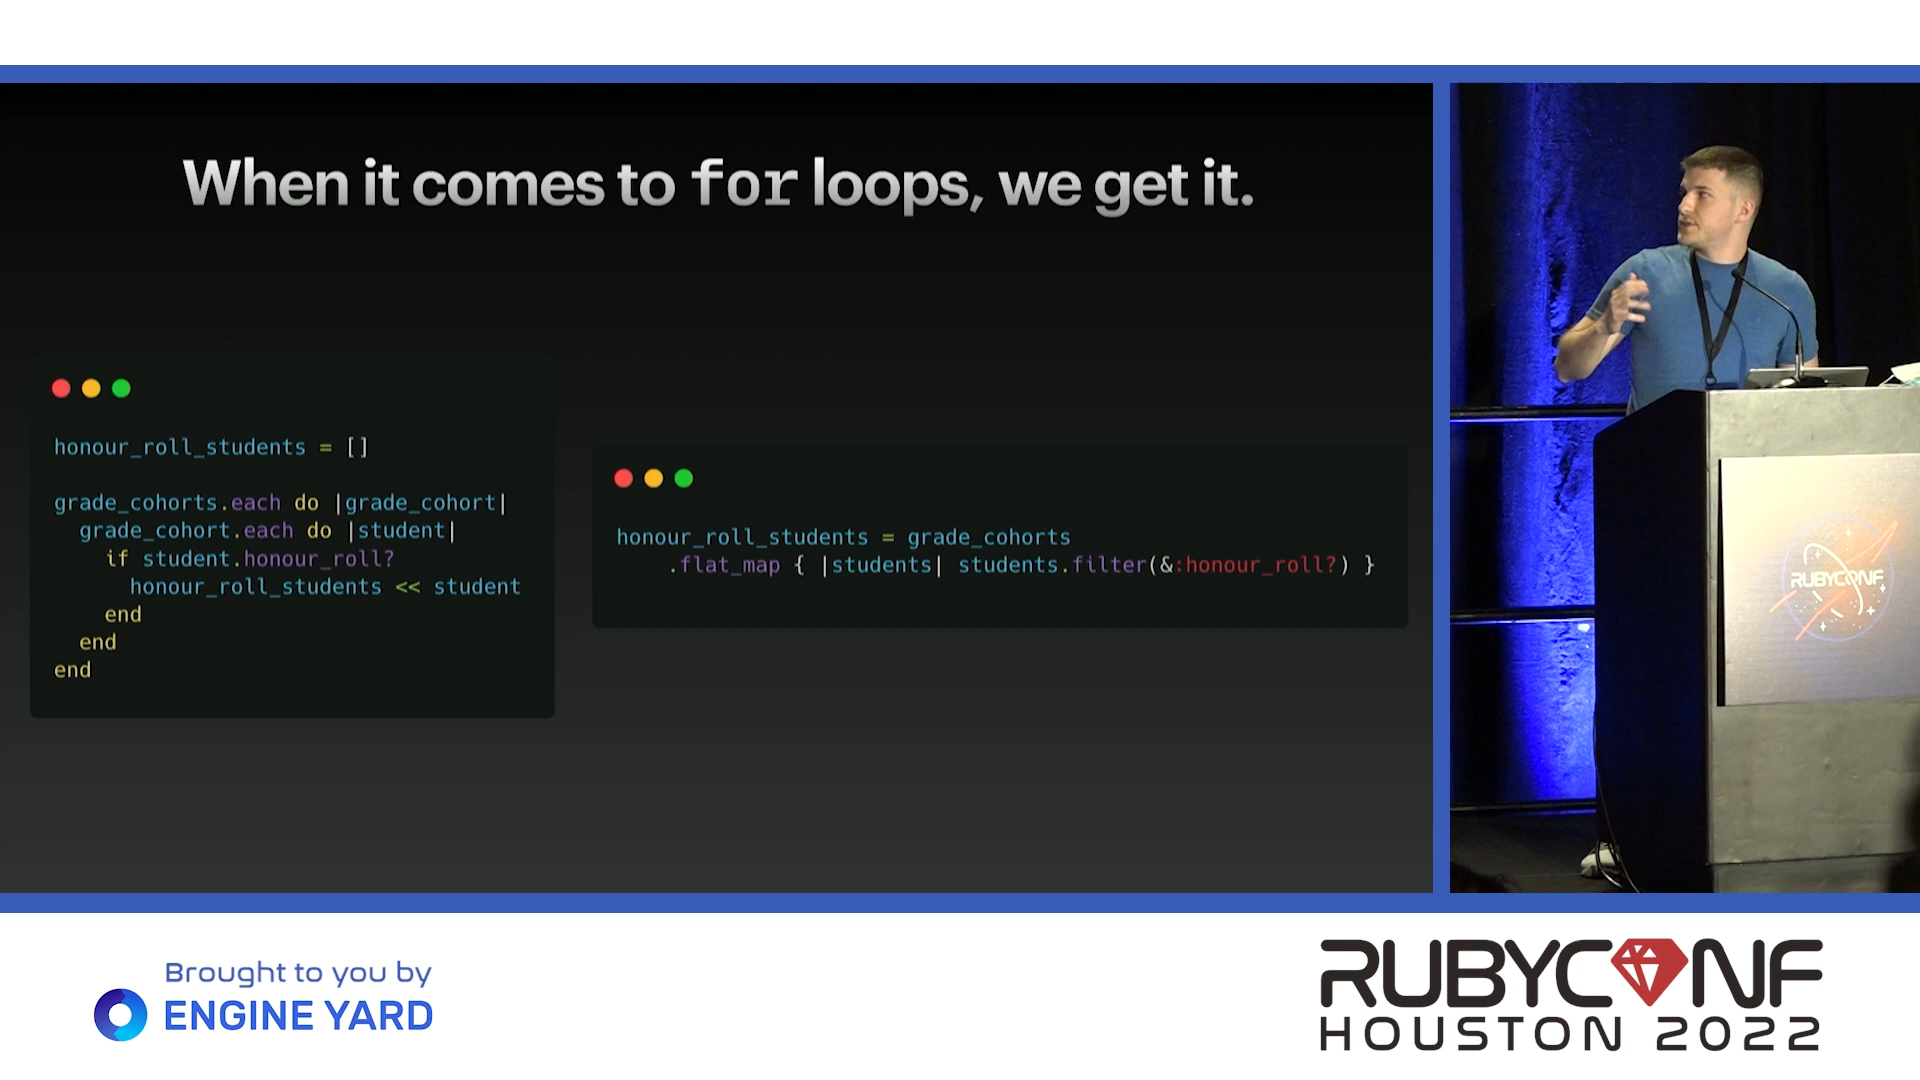 When it comes to for loops, we get it.
honour_roll_students = []
grade_cohorts.each do |grade_cohort|
  grade_cohort.each do |student|
    if student.honour_roll?
      honour_roll_students << student
    end
  end
end
honour_roll_students = grade_cohorts
    .flat_map { |students| students.filter(&:honour_roll?) }
RUBYCONF
Brought to you by
ENGINE YARD
RUBYCONF
HOUSTON 2022